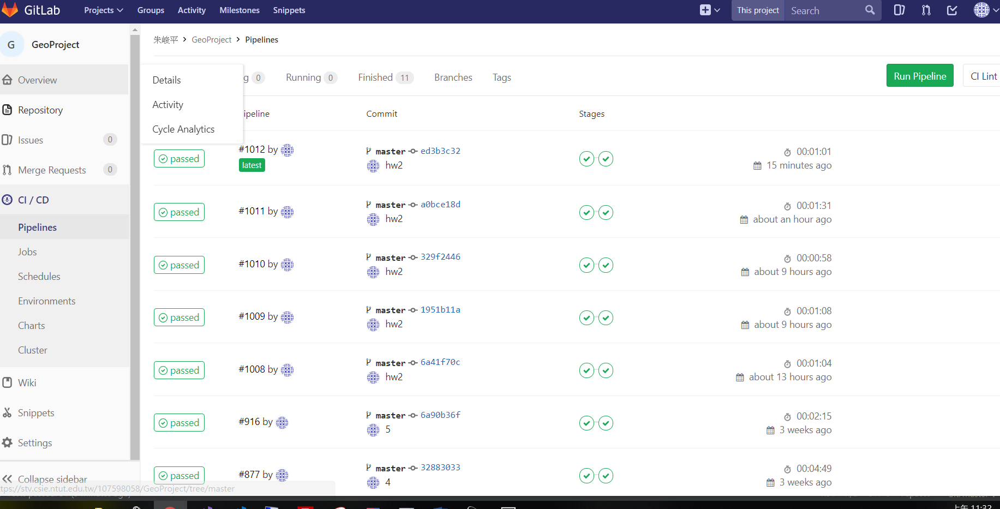 GitLab Projects Groups Activity Milestones Snippets This project Search
G GeoProject
朱峻平 > GeoProject > Pipelines
Overview
Repository
Issues 0
Merge Requests 0
CI / CD
Pipelines
Jobs
Schedules
Environments
Charts
Cluster
Wiki
Snippets
Settings
Collapse sidebar
Details
Activity
Cycle Analytics
g 0 Running 0 Finished 11 Branches Tags Run Pipeline CI Lint
ipeline Commit Stages
passed #1012 by latest master ed3b3c32 hw2 00:01:01 15 minutes ago
passed #1011 by master a0bce18d hw2 00:01:31 about an hour ago
passed #1010 by master 329f2446 hw2 00:00:58 about 9 hours ago
passed #1009 by master 1951b11a hw2 00:01:08 about 9 hours ago
passed #1008 by master 6a41f70c hw2 00:01:04 about 13 hours ago
passed #916 by master 6a90b36f 5 00:02:15 3 weeks ago
passed #877 by master 32883033 4 00:04:49 3 weeks ago
tps://stv.csie.ntut.edu.tw/107598058/GeoProject/tree/master
上午 11:32